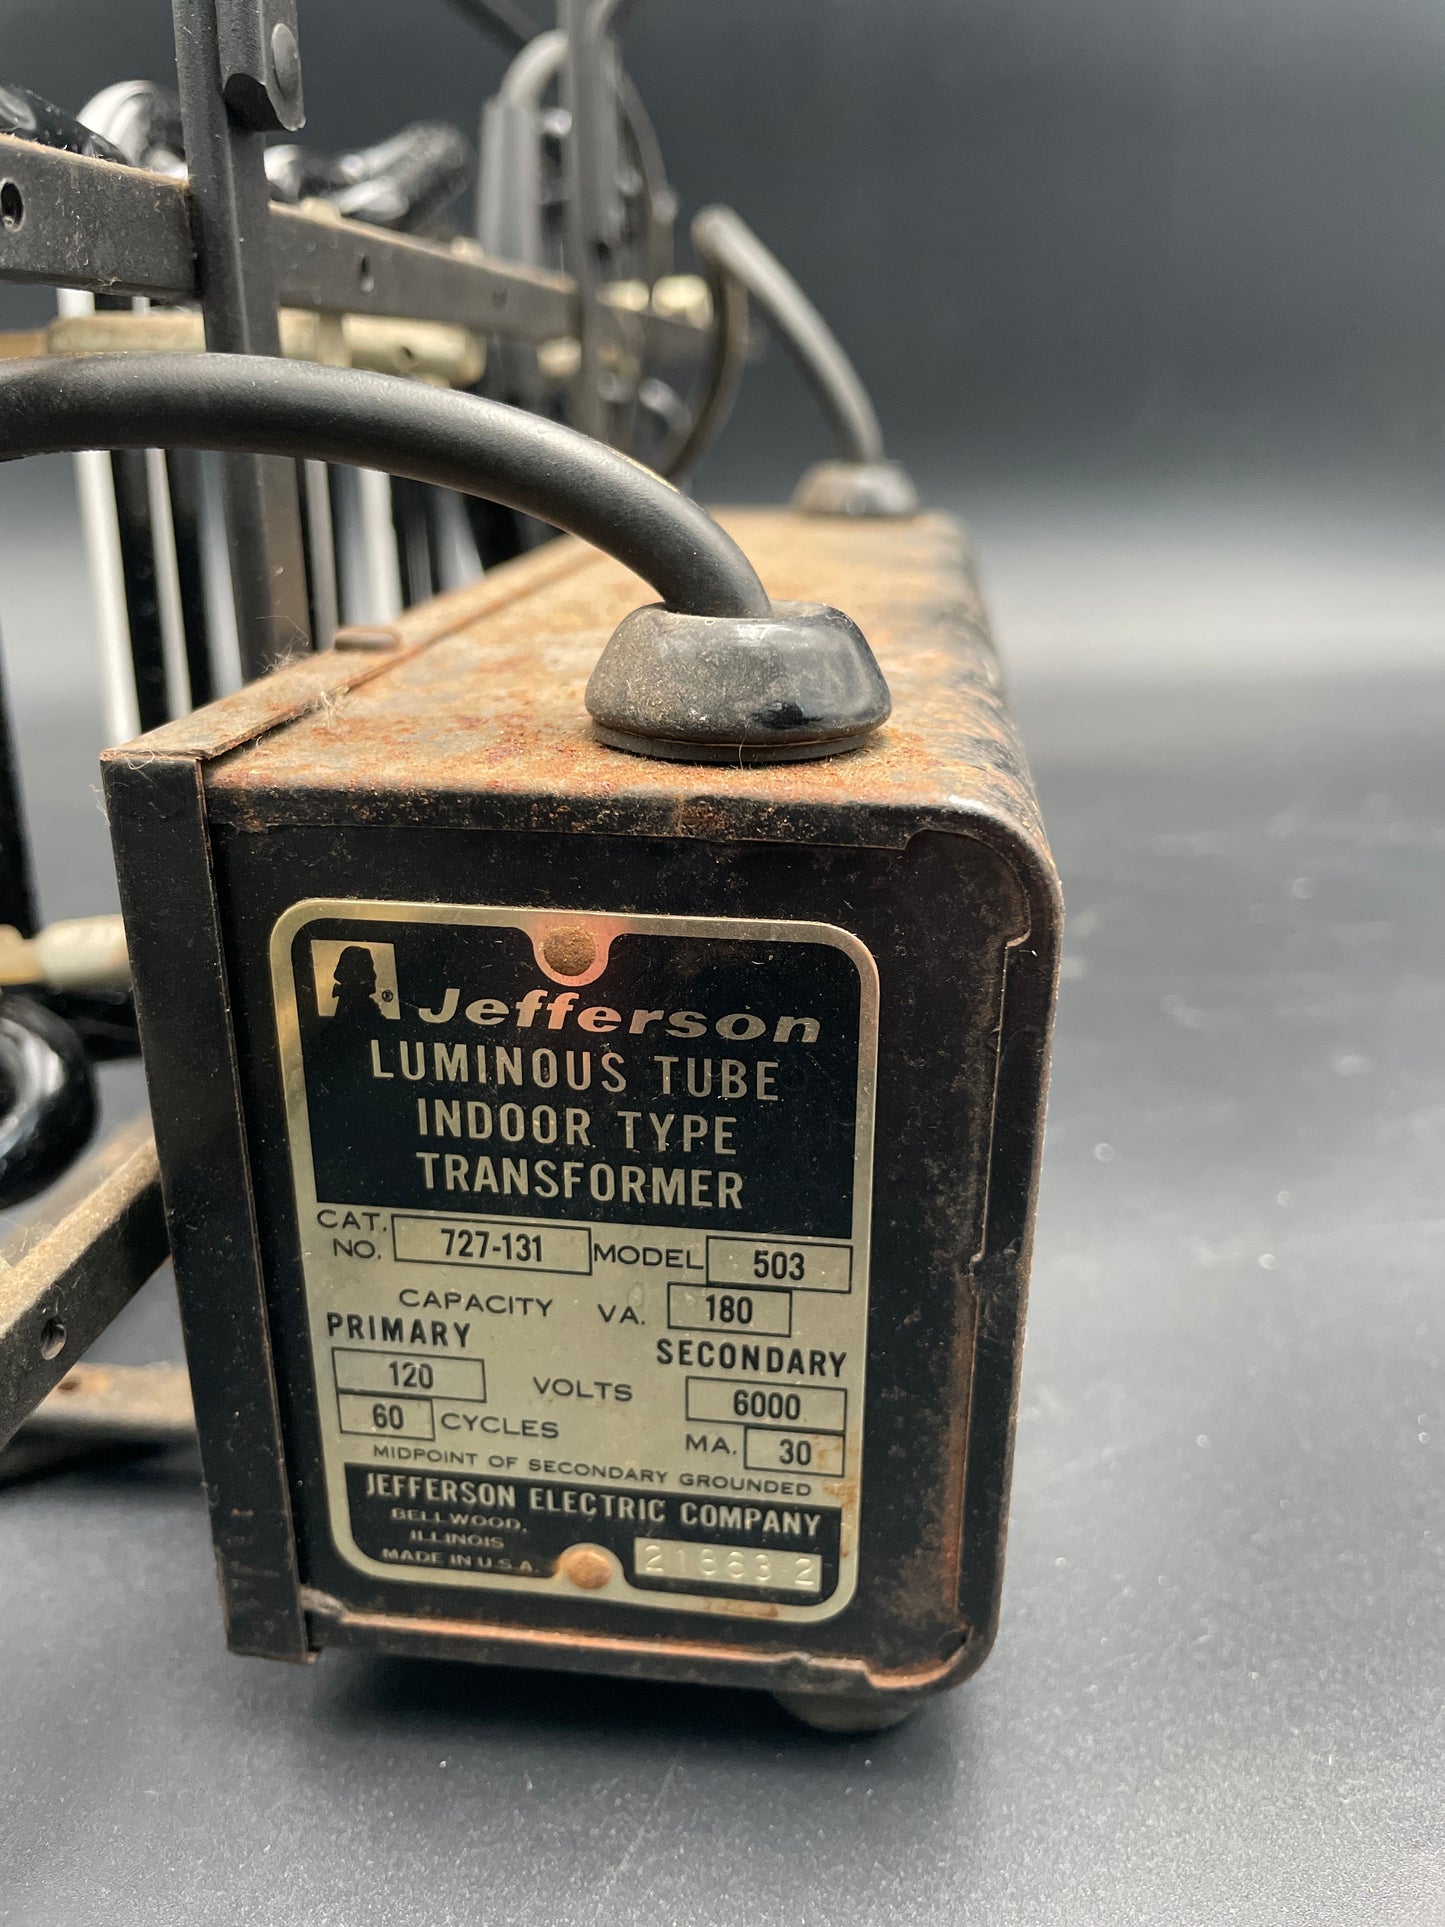 ® Jefferson
LUMINOUS TUBE
INDOOR TYPE
TRANSFORMER
CAT. NO. 727-131 MODEL 503
CAPACITY VA. 180
PRIMARY SECONDARY
120 VOLTS 6000
60 CYCLES MA. 30
MIDPOINT OF SECONDARY GROUNDED
JEFFERSON ELECTRIC COMPANY
BELLWOOD,
ILLINOIS
MADE IN U.S.A.